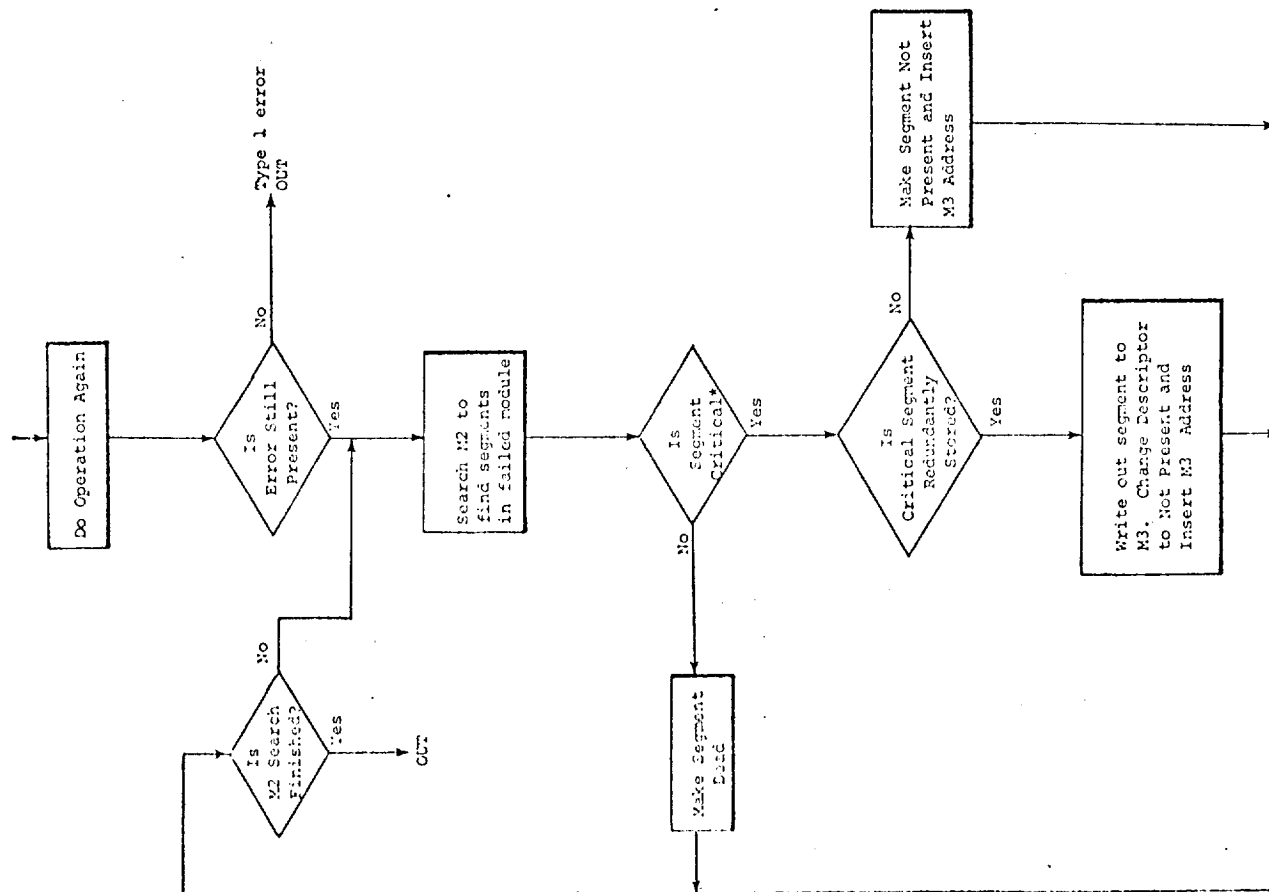 Do Operation Again
Is
Error Still
Present?
No
Type 1 error
OUT
Yes
Is
M2 Search
Finished?
No
Yes
OUT
Search M2 to
find segments
in failed module
Is
Segment
Critical*
No
Yes
Make Segment
Dead
Is
Critical Segment
Redundantly
Stored?
No
Make Segment Not
Present and Insert
M3 Address
Yes
Write out segment to
M3. Change Descriptor
to Not Present and
Insert M3 Address